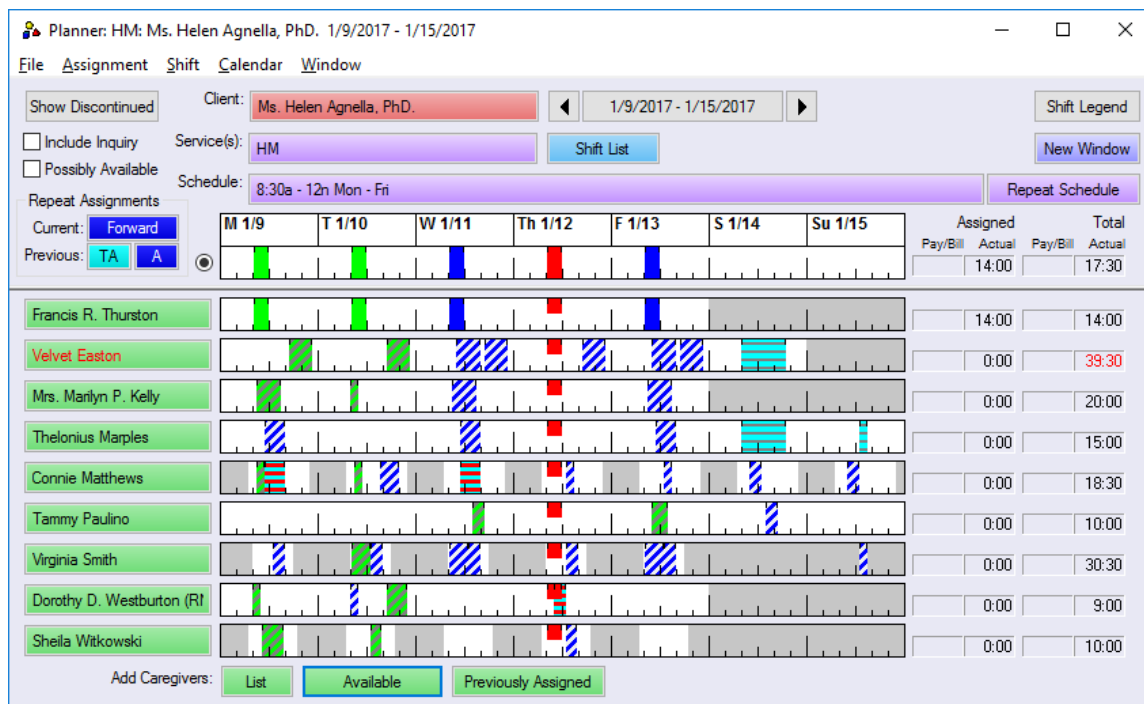 Planner: HM: Ms. Helen Agnella, PhD. 1/9/2017 - 1/15/2017
File Assignment Shift Calendar Window
Show Discontinued Client: Ms. Helen Agnella, PhD. 1/9/2017 - 1/15/2017 Shift Legend
Include Inquiry Service(s): HM Shift List New Window
Possibly Available
Schedule: 8:30a - 12n Mon - Fri Repeat Schedule
Repeat Assignments
M 1/9 T 1/10 W 1/11 Th 1/12 F 1/13 S 1/14 Su 1/15 Assigned Total
Current: Forward
Pay/Bill Actual Pay/Bill Actual
Previous: TA A
14:00 17:30
Francis R. Thurston 14:00 14:00
Velvet Easton 0:00 39:30
Mrs. Marilyn P. Kelly 0:00 20:00
Thelonius Marples 0:00 15:00
Connie Matthews 0:00 18:30
Tammy Paulino 0:00 10:00
Virginia Smith 0:00 30:30
Dorothy D. Westburton (RN 0:00 9:00
Sheila Witkowski 0:00 10:00
Add Caregivers: List Available Previously Assigned